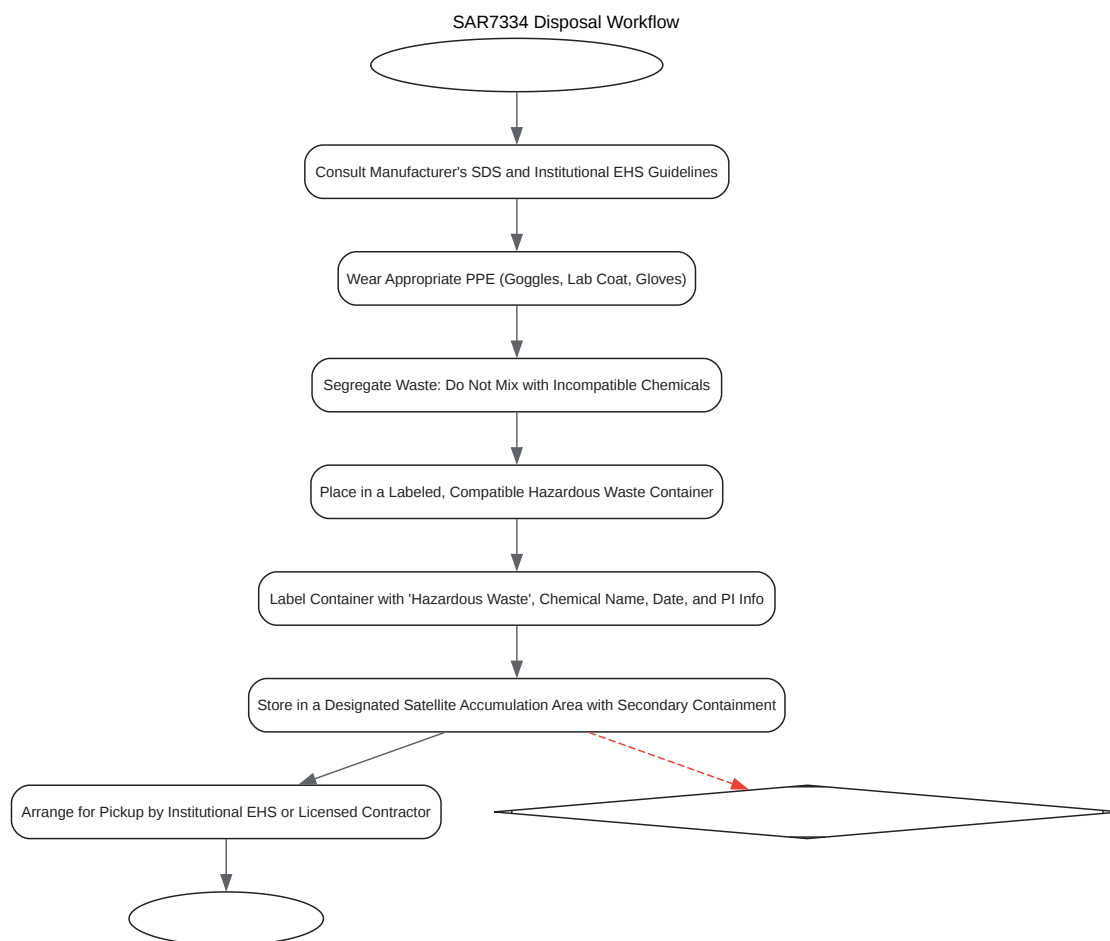 SAR7334 Disposal Workflow
Consult Manufacturer's SDS and Institutional EHS Guidelines
Wear Appropriate PPE (Goggles, Lab Coat, Gloves)
Segregate Waste: Do Not Mix with Incompatible Chemicals
Place in a Labeled, Compatible Hazardous Waste Container
Label Container with 'Hazardous Waste', Chemical Name, Date, and PI Info
Store in a Designated Satellite Accumulation Area with Secondary Containment
Arrange for Pickup by Institutional EHS or Licensed Contractor